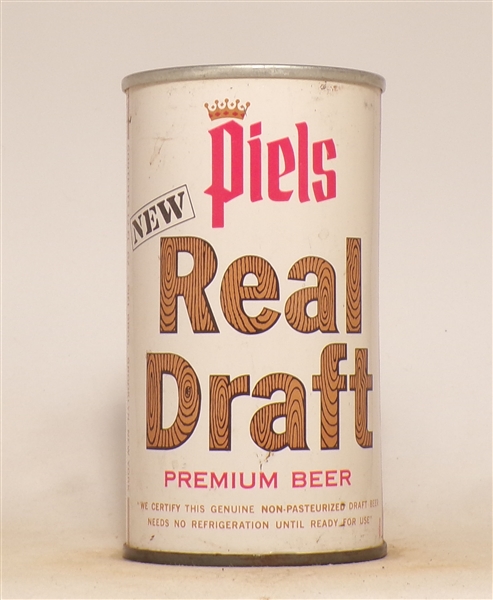 Piels
NEW
Real
Draft
PREMIUM BEER
"WE CERTIFY THIS GENUINE NON-PASTEURIZED DRAFT BEER
NEEDS NO REFRIGERATION UNTIL READY FOR USE"